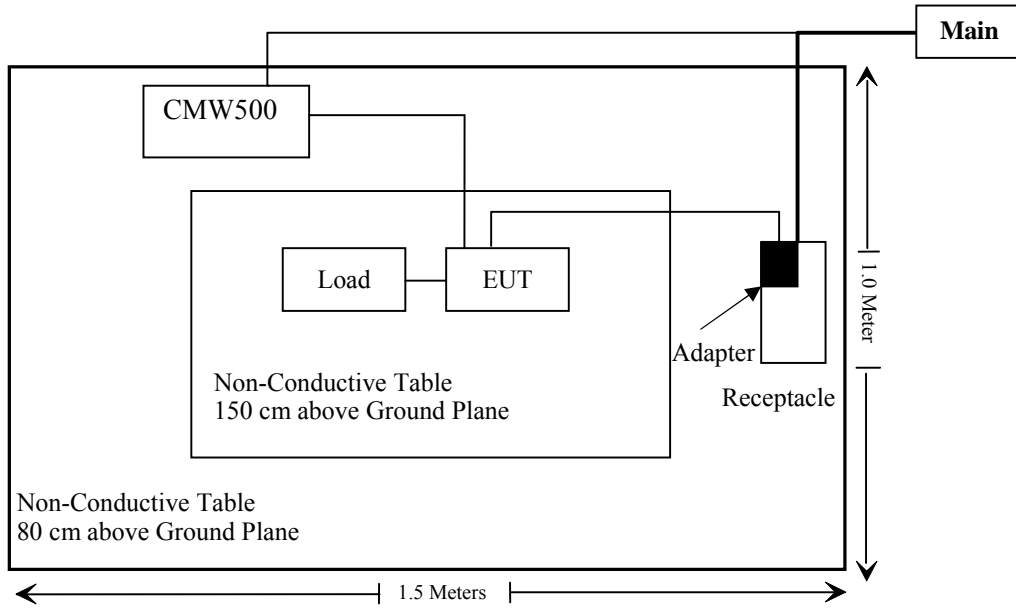 Main
CMW500
Load
EUT
1.0 Meter
Adapter
Receptacle
Non-Conductive Table
150 cm above Ground Plane
Non-Conductive Table
80 cm above Ground Plane
1.5 Meters